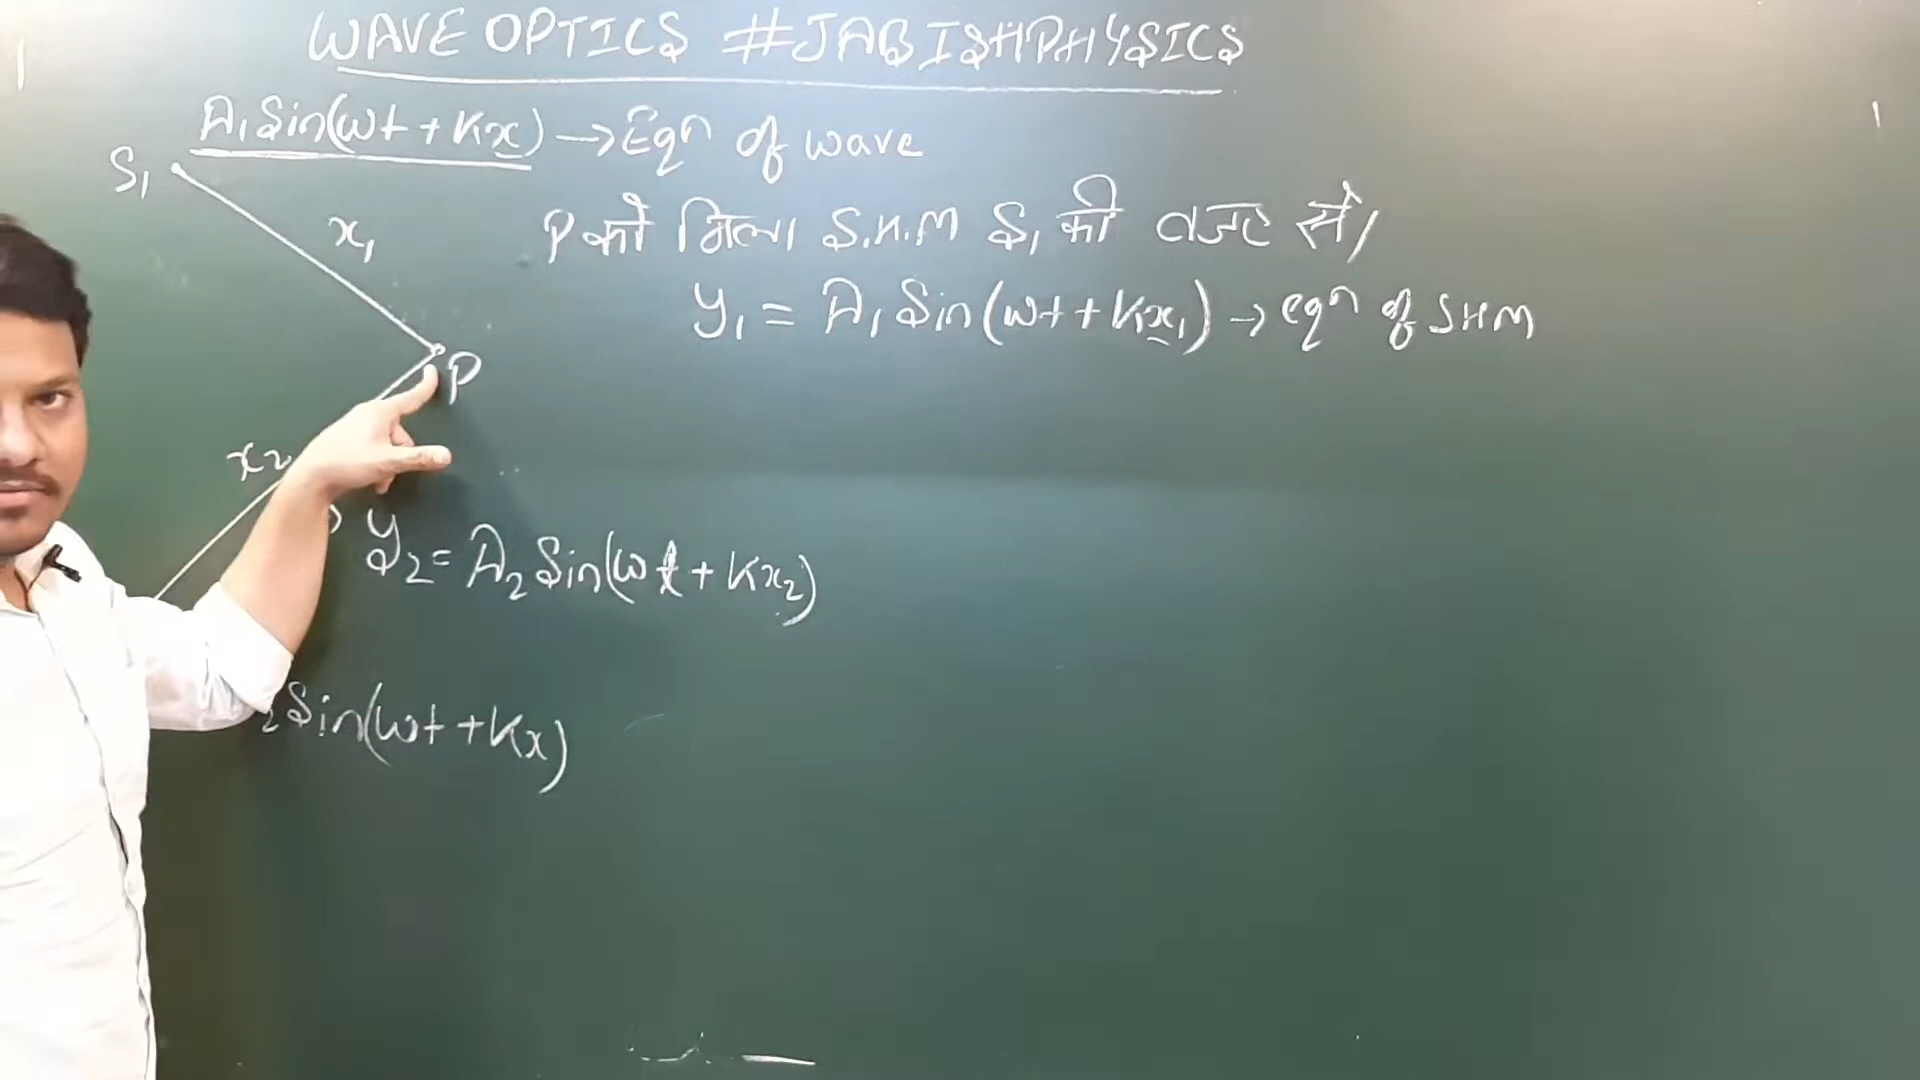 WAVE OPTICS #JABISHPHYSICS
A₁Sin(ωt + Kx) → Eqn of wave
S₁
x₁
P को मिला S.H.M S₁ की वजह से।
y₁ = A₁ Sin(ωt + Kx₁) → eqn of SHM
P
x₂
y₂ = A₂ Sin(ωt + Kx₂)
₂Sin(ωt + Kx)